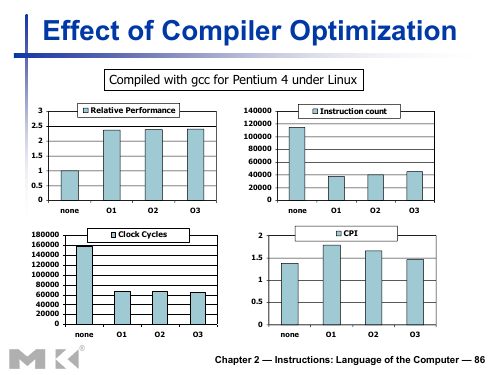 Effect of Compiler Optimization
Compiled with gcc for Pentium 4 under Linux
Relative Performance
3
2.5
2
1.5
1
0.5
0
none O1 O2 O3
Instruction count
140000
120000
100000
80000
60000
40000
20000
0
none O1 O2 O3
Clock Cycles
180000
160000
140000
120000
100000
80000
60000
40000
20000
0
none O1 O2 O3
CPI
2
1.5
1
0.5
0
none O1 O2 O3
MK®
Chapter 2 — Instructions: Language of the Computer — 86